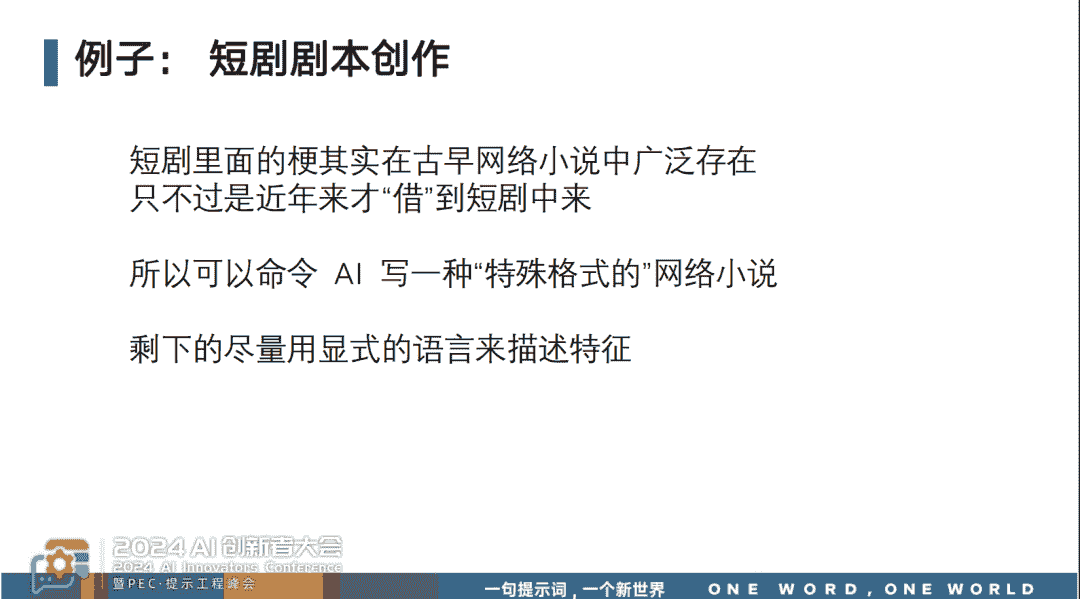 例子： 短剧剧本创作
短剧里面的梗其实在古早网络小说中广泛存在
只不过是近年来才“借”到短剧中来
所以可以命令 AI 写一种“特殊格式的”网络小说
剩下的尽量用显式的语言来描述特征
2024 AI 创新者大会
2024 AI Innovators Conference
暨PEC·提示工程峰会
一句提示词，一个新世界 ONE WORD, ONE WORLD